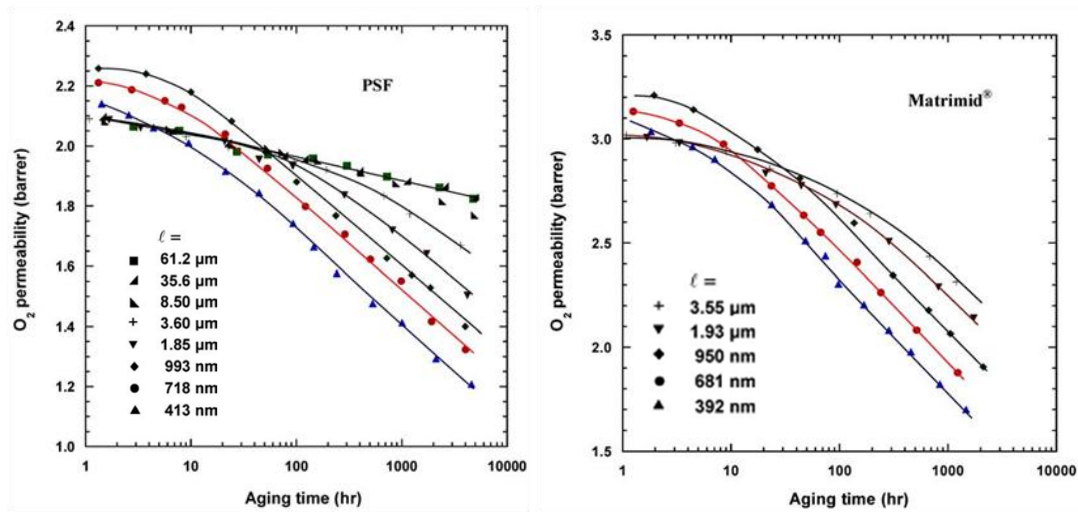 2.4
2.2
2.0
1.8
1.6
1.4
1.2
1.0
O₂ permeability (barrer)
PSF
ℓ =
61.2 µm
35.6 µm
8.50 µm
3.60 µm
1.85 µm
993 nm
718 nm
413 nm
1 10 100 1000 10000
Aging time (hr)
3.5
3.0
2.5
2.0
1.5
O₂ permeability (barrer)
Matrimid®
ℓ =
3.55 µm
1.93 µm
950 nm
681 nm
392 nm
1 10 100 1000 10000
Aging time (hr)